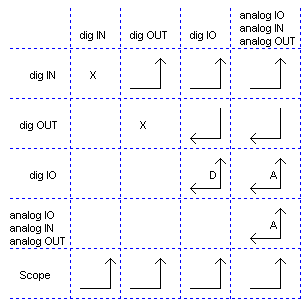 analog IO
analog IN
dig IN dig OUT dig IO analog OUT
dig IN X
dig OUT X
dig IO D A
analog IO
analog IN A
analog OUT
Scope